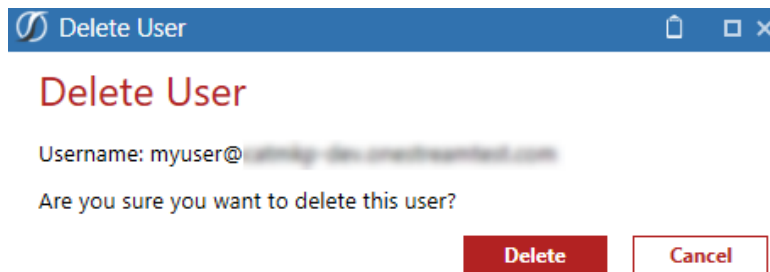 Delete User
Delete User
Username: myuser@
Are you sure you want to delete this user?
Delete Cancel